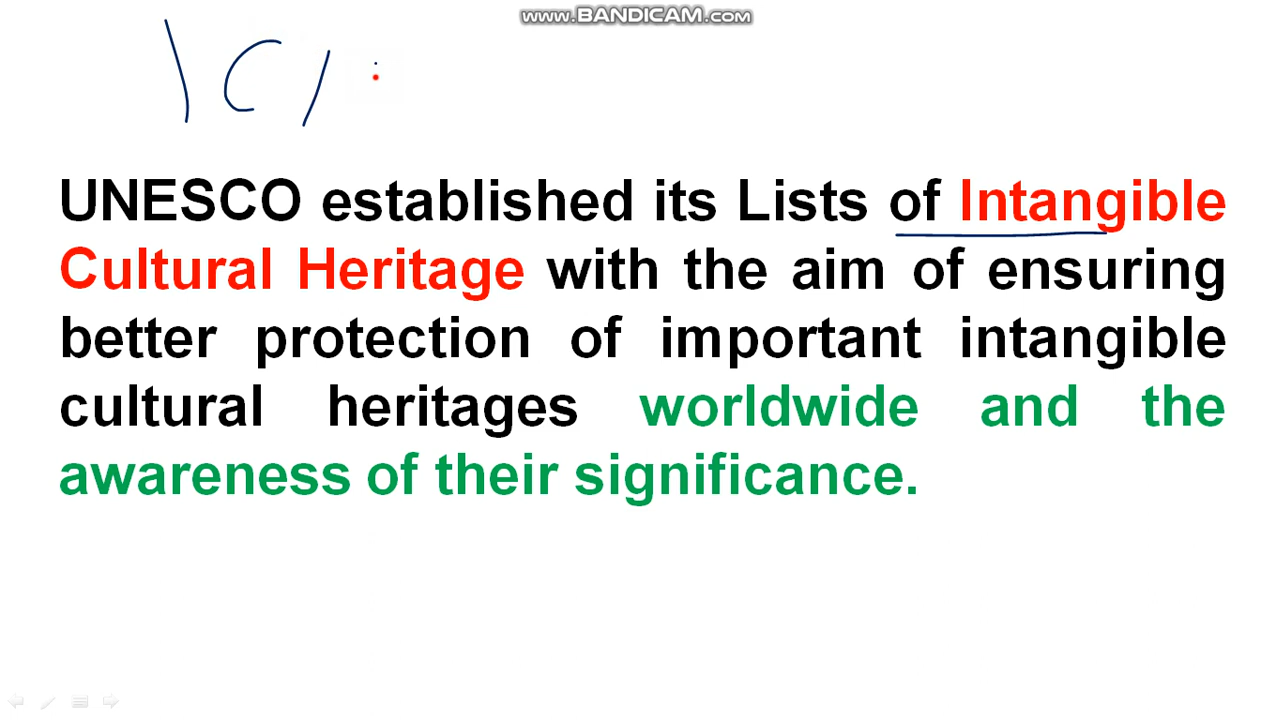 www.BANDICAM.com
UNESCO established its Lists of Intangible
Cultural Heritage with the aim of ensuring
better protection of important intangible
cultural heritages worldwide and the
awareness of their significance.